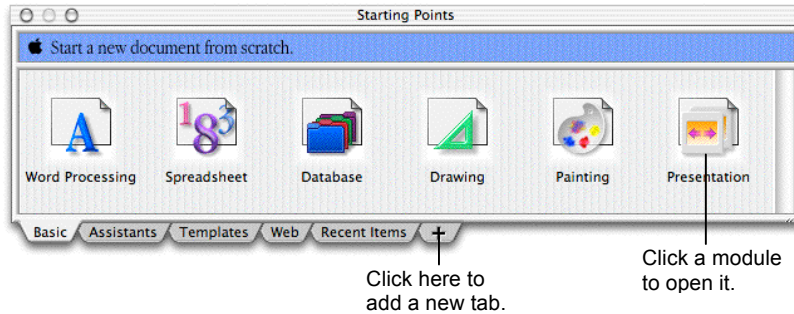 Starting Points
Start a new document from scratch.
Word Processing Spreadsheet Database Drawing Painting Presentation
Basic Assistants Templates Web Recent Items +
Click here to
add a new tab.
Click a module
to open it.